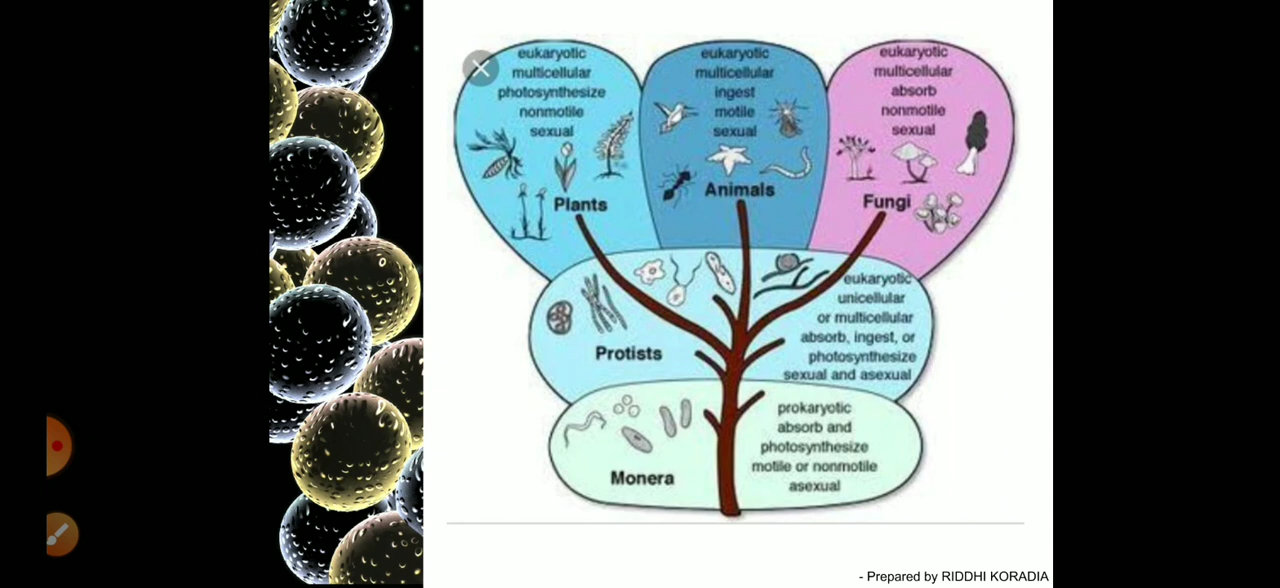 eukaryotic
multicellular
photosynthesize
nonmotile
sexual
Plants
eukaryotic
multicellular
ingest
motile
sexual
Animals
eukaryotic
multicellular
absorb
nonmotile
sexual
Fungi
Protists
eukaryotic
unicellular
or multicellular
absorb, ingest, or
photosynthesize
sexual and asexual
Monera
prokaryotic
absorb and
photosynthesize
motile or nonmotile
asexual
- Prepared by RIDDHI KORADIA